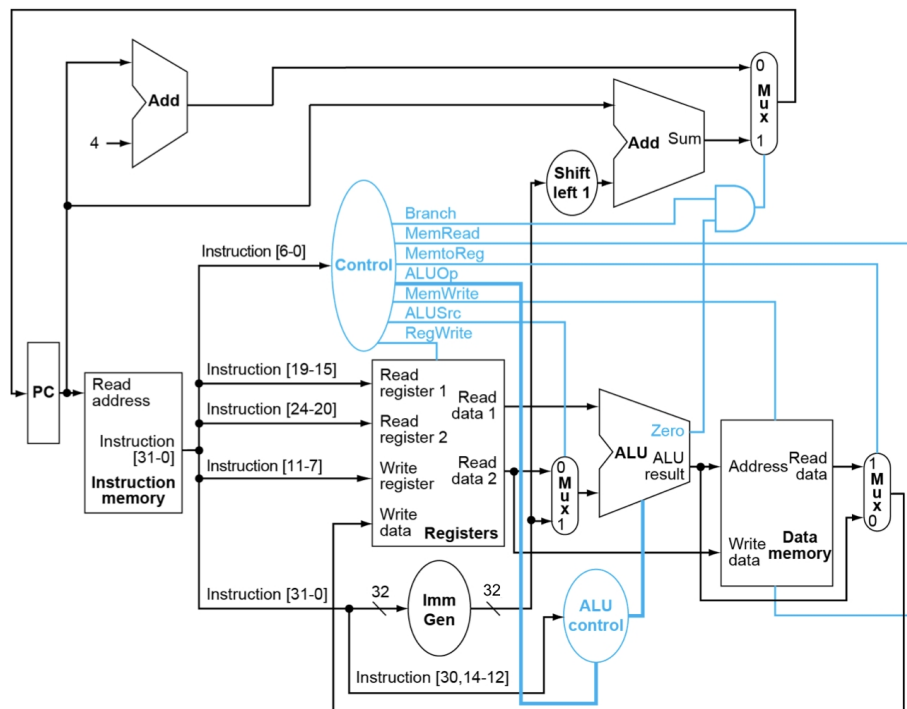 Add
4
Add
Sum
0
Mux
1
Shift
left 1
Branch
MemRead
MemtoReg
ALUOp
MemWrite
ALUSrc
RegWrite
Control
Instruction [6-0]
PC
Read
address
Instruction
[31-0]
Instruction
memory
Instruction [19-15]
Instruction [24-20]
Instruction [11-7]
Instruction [31-0]
Read
register 1
Read
register 2
Write
register
Write
data
Read
data 1
Read
data 2
Registers
0
Mux
1
Zero
ALU
ALU
result
Address
Read
data
Write
data
Data
memory
1
Mux
0
32
Imm
Gen
32
ALU
control
Instruction [30,14-12]